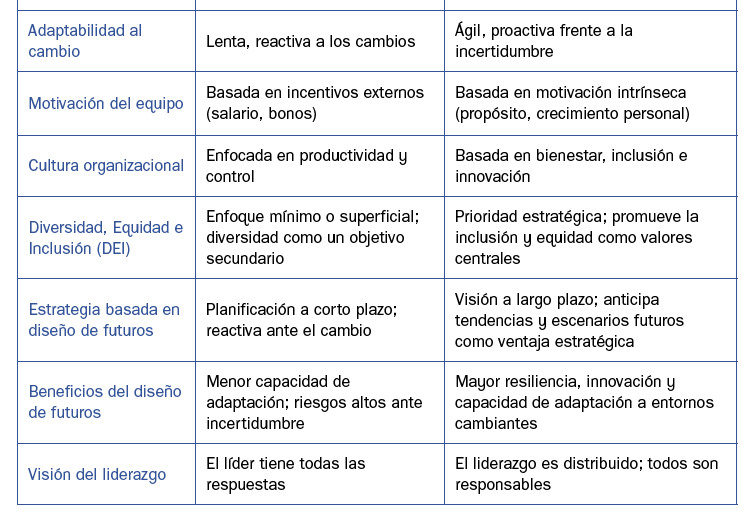 Adaptabilidad al
cambio
Lenta, reactiva a los cambios
Ágil, proactiva frente a la
incertidumbre
Motivación del equipo
Basada en incentivos externos
(salario, bonos)
Basada en motivación intrínseca
(propósito, crecimiento personal)
Cultura organizacional
Enfocada en productividad y
control
Basada en bienestar, inclusión e
innovación
Diversidad, Equidad e
Inclusión (DEI)
Enfoque mínimo o superficial;
diversidad como un objetivo
secundario
Prioridad estratégica; promueve la
inclusión y equidad como valores
centrales
Estrategia basada en
diseño de futuros
Planificación a corto plazo;
reactiva ante el cambio
Visión a largo plazo; anticipa
tendencias y escenarios futuros
como ventaja estratégica
Beneficios del diseño
de futuros
Menor capacidad de
adaptación; riesgos altos ante
incertidumbre
Mayor resiliencia, innovación y
capacidad de adaptación a entornos
cambiantes
Visión del liderazgo
El líder tiene todas las
respuestas
El liderazgo es distribuido; todos son
responsables